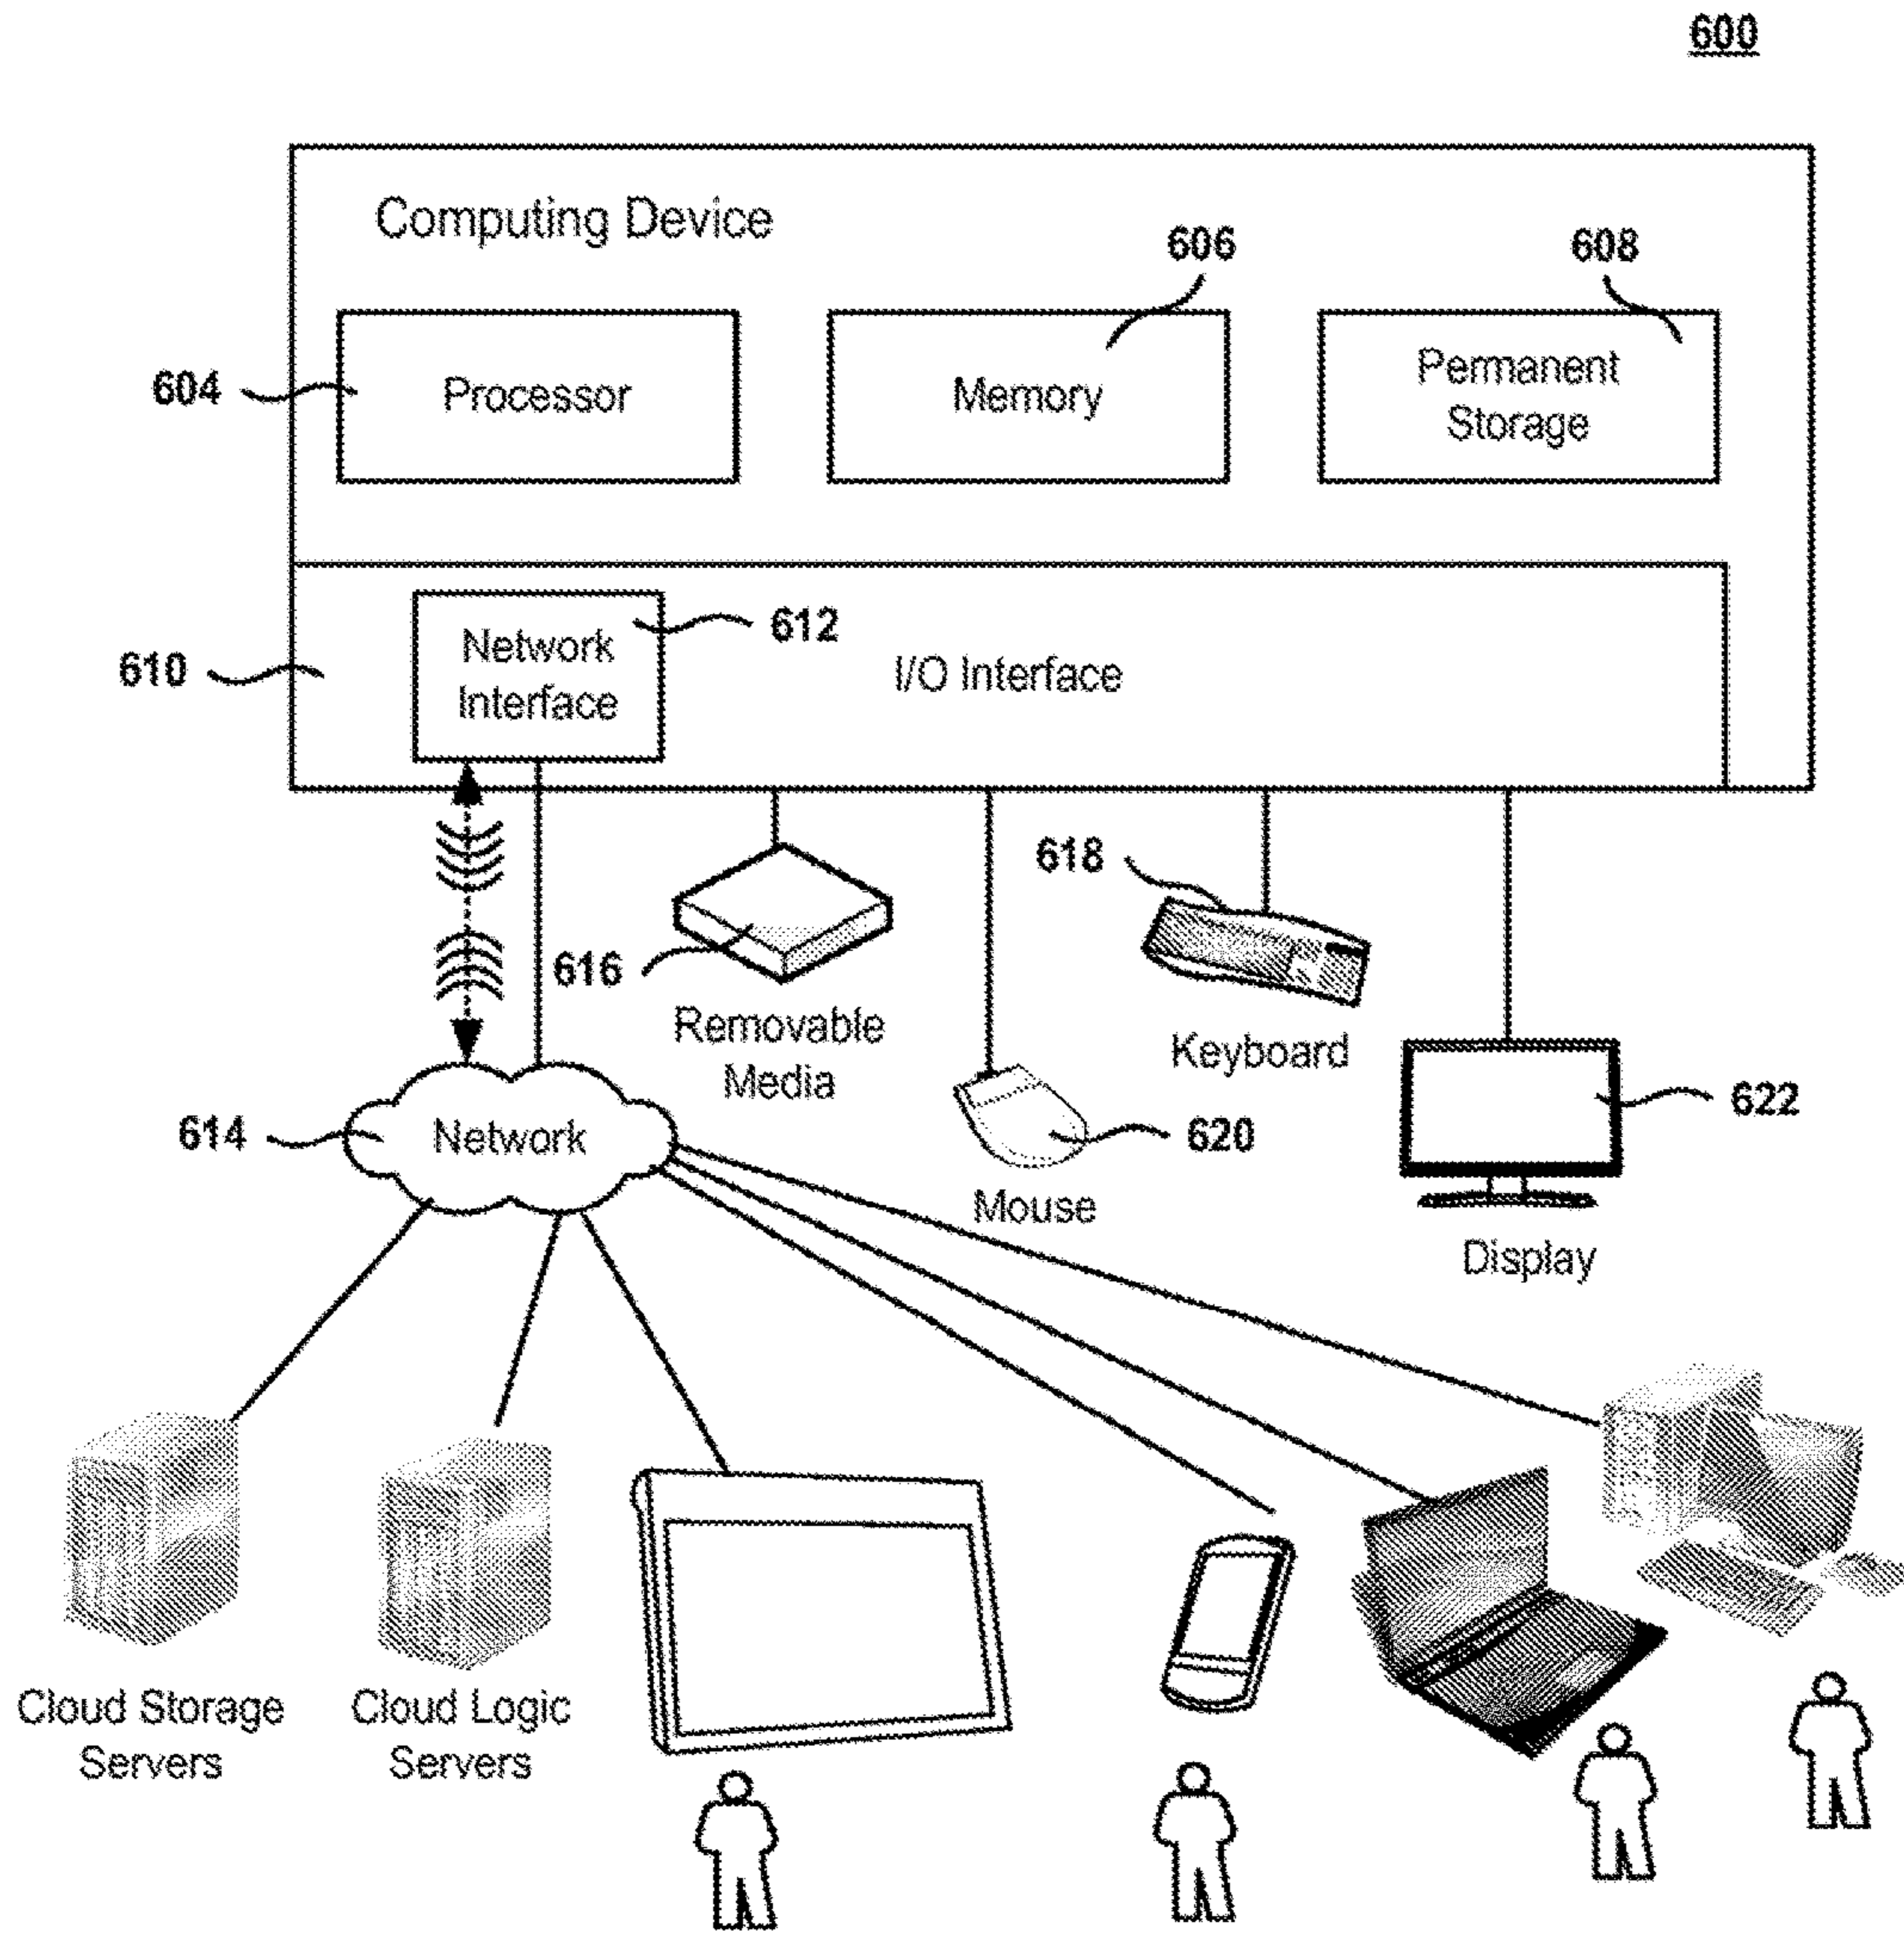 600
Computing Device
606
608
604
Processor
Memory
Permanent
Storage
610
Network
Interface
612
I/O Interface
616
Removable
Media
618
Keyboard
614
Network
620
Mouse
622
Display
Cloud Storage
Servers
Cloud Logic
Servers